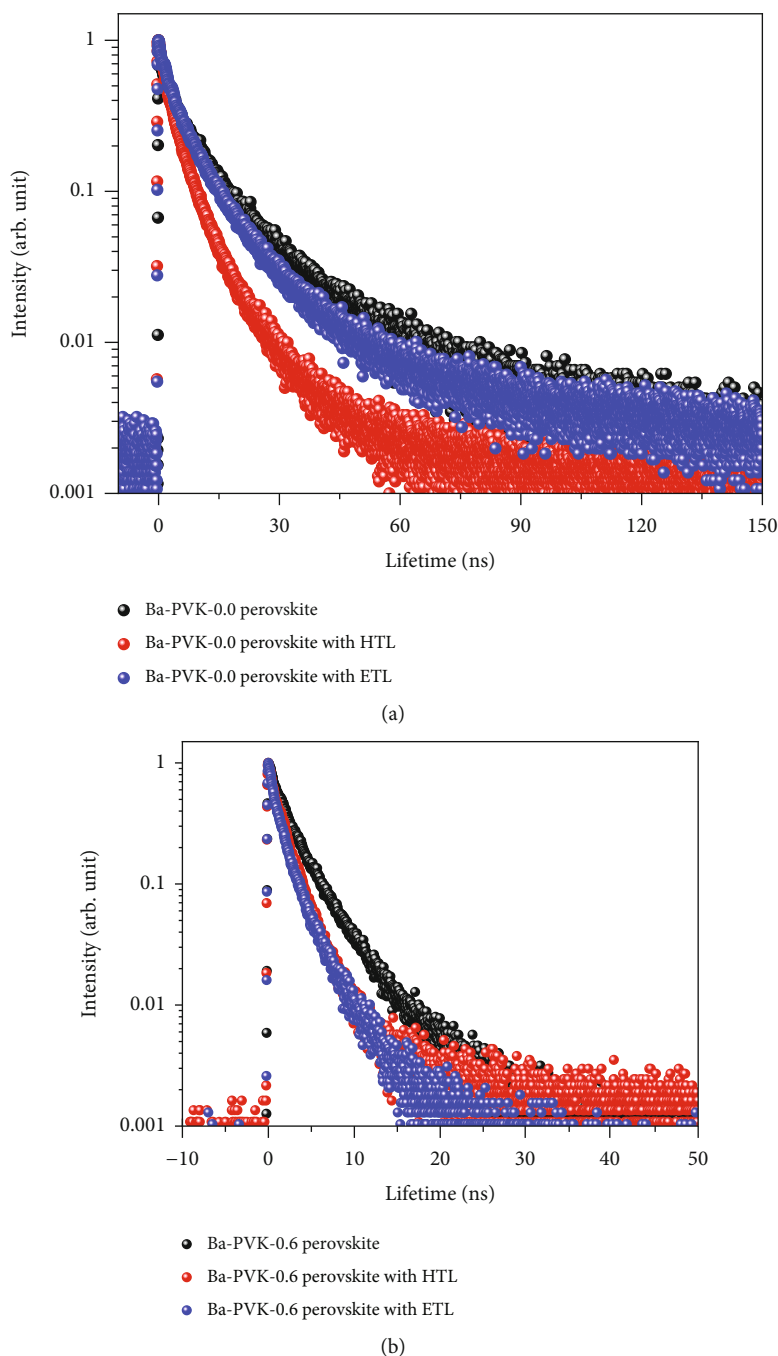 1
0.1
0.01
0.001
Intensity (arb. unit)
0 30 60 90 120 150
Lifetime (ns)
Ba-PVK-0.0 perovskite
Ba-PVK-0.0 perovskite with HTL
Ba-PVK-0.0 perovskite with ETL
(a)
1
0.1
0.01
0.001
Intensity (arb. unit)
−10 0 10 20 30 40 50
Lifetime (ns)
Ba-PVK-0.6 perovskite
Ba-PVK-0.6 perovskite with HTL
Ba-PVK-0.6 perovskite with ETL
(b)